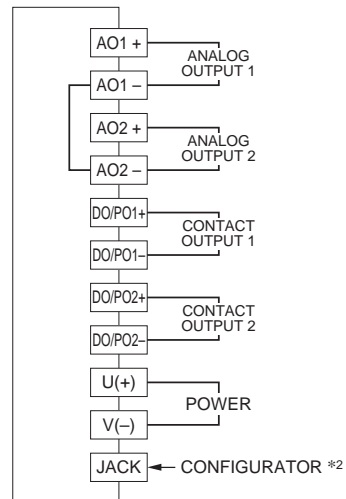 AO1 +
ANALOG
OUTPUT 1
AO1 –
AO2 +
ANALOG
OUTPUT 2
AO2 –
DO/PO1+
CONTACT
OUTPUT 1
DO/PO1–
DO/PO2+
CONTACT
OUTPUT 2
DO/PO2–
U(+)
POWER
V(–)
JACK CONFIGURATOR *2